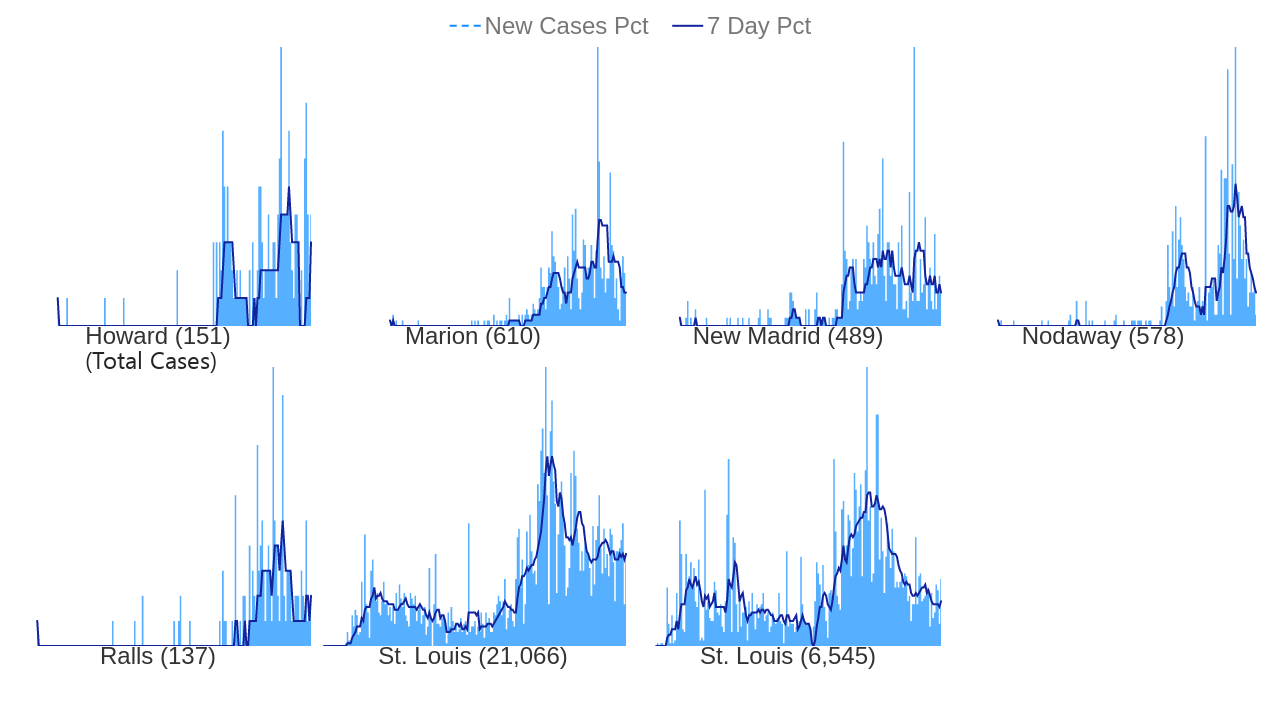 New Cases Pct 7 Day Pct
Howard (151)
(Total Cases)
Marion (610)
New Madrid (489)
Nodaway (578)
Ralls (137)
St. Louis (21,066)
St. Louis (6,545)